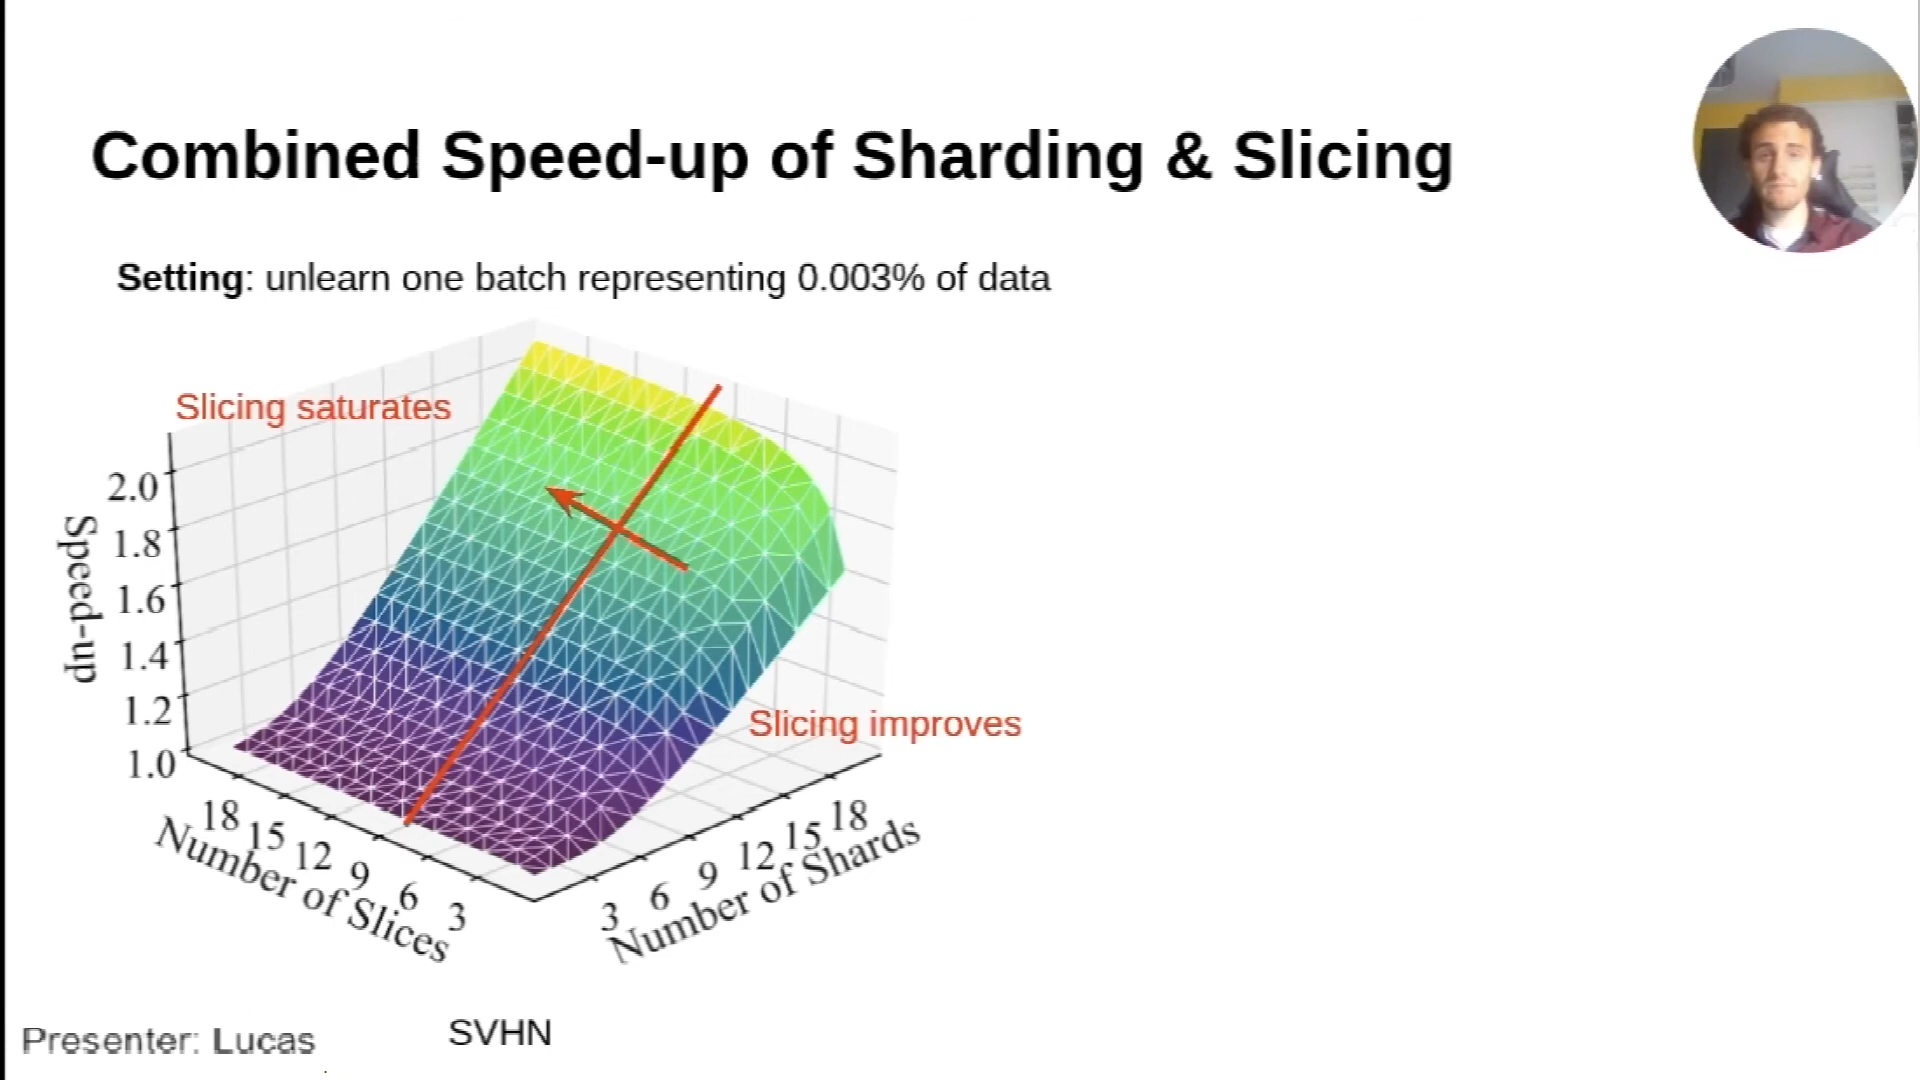 Combined Speed-up of Sharding & Slicing
Setting: unlearn one batch representing 0.003% of data
Slicing saturates
Slicing improves
Speed-up
2.0
1.8
1.6
1.4
1.2
1.0
18 15 12 9 6 3
Number of Slices
3 6 9 12 15 18
Number of Shards
SVHN
Presenter: Lucas